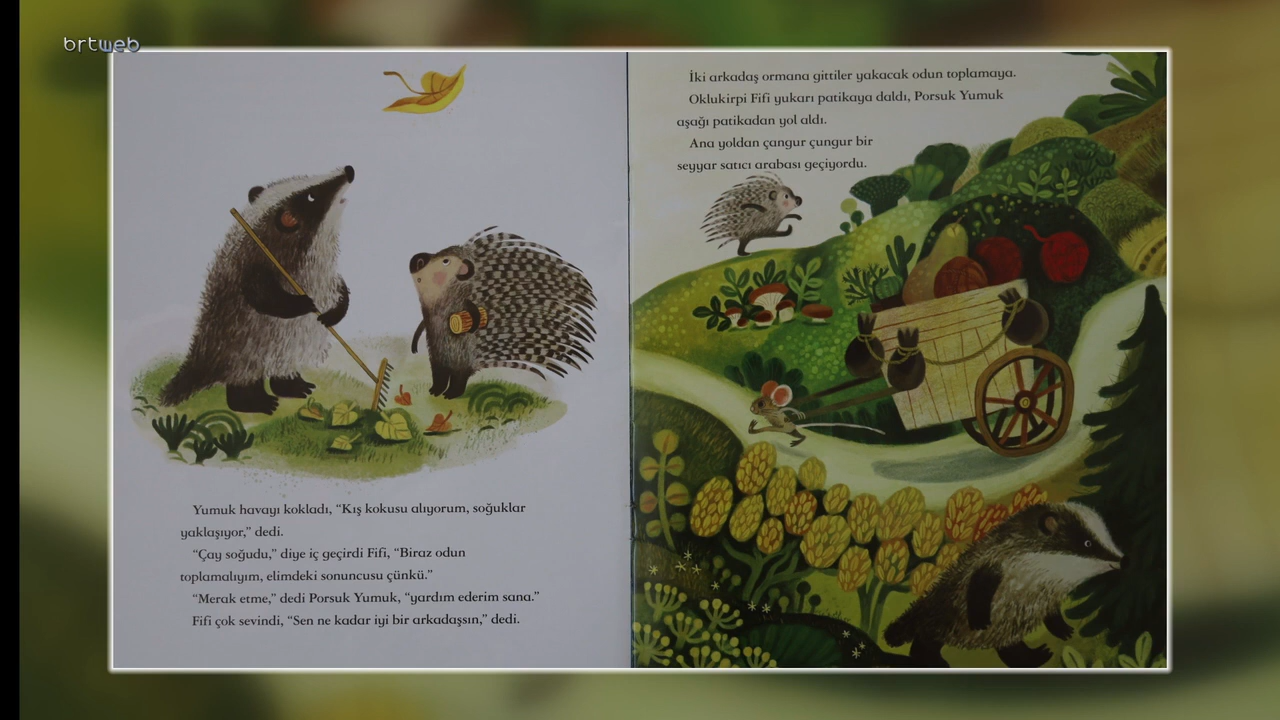 brtweb
Yumuk havayı kokladı, “Kış kokusu alıyorum, soğuklar
yaklaşıyor,” dedi.
“Çay soğudu,” diye iç geçirdi Fifi, “Biraz odun
toplamalıyım, elimdeki sonuncusu çünkü.”
“Merak etme,” dedi Porsuk Yumuk, “yardım ederim sana.”
Fifi çok sevindi, “Sen ne kadar iyi bir arkadaşsın,” dedi.
İki arkadaş ormana gittiler yakacak odun toplamaya.
Oklukirpi Fifi yukarı patikaya daldı, Porsuk Yumuk
aşağı patikadan yol aldı.
Ana yoldan çangur çungur bir
seyyar satıcı arabası geçiyordu.